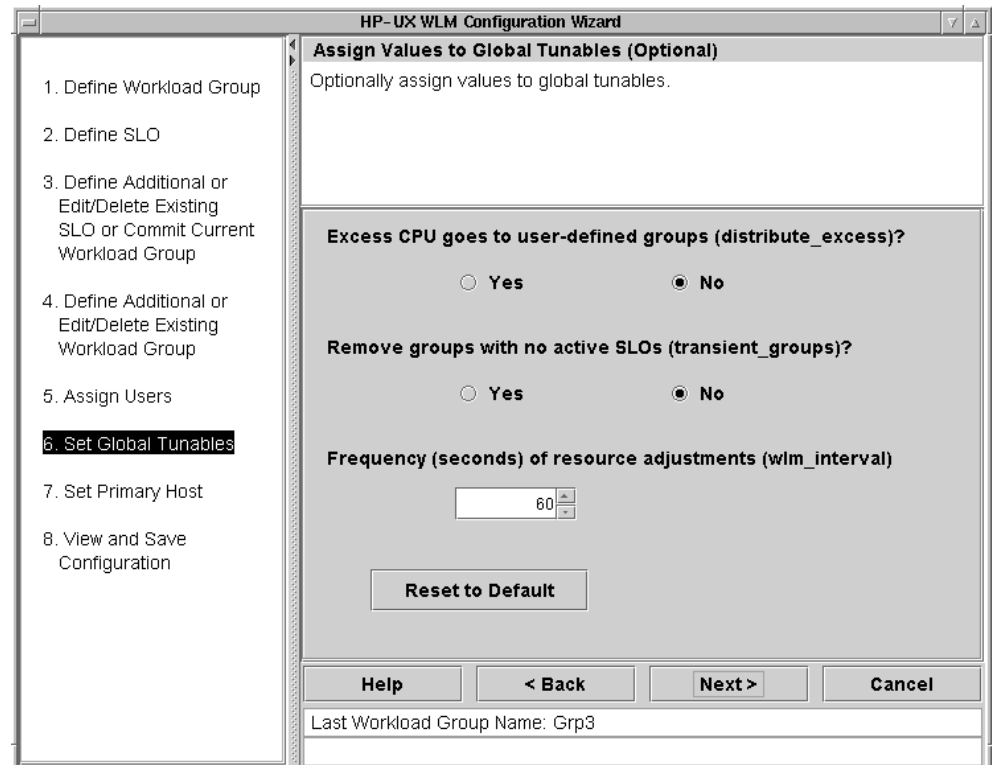 HP-UX WLM Configuration Wizard
1. Define Workload Group
2. Define SLO
3. Define Additional or
Edit/Delete Existing
SLO or Commit Current
Workload Group
4. Define Additional or
Edit/Delete Existing
Workload Group
5. Assign Users
6. Set Global Tunables
7. Set Primary Host
8. View and Save
Configuration
Assign Values to Global Tunables (Optional)
Optionally assign values to global tunables.
Excess CPU goes to user-defined groups (distribute_excess)?
Yes No
Remove groups with no active SLOs (transient_groups)?
Yes No
Frequency (seconds) of resource adjustments (wlm_interval)
60
Reset to Default
Help < Back Next > Cancel
Last Workload Group Name: Grp3